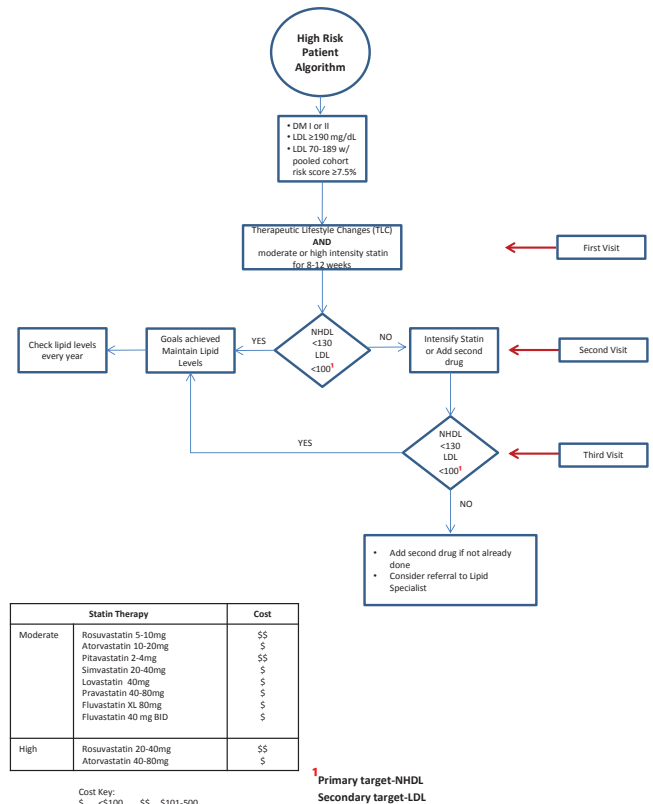 High Risk
Patient
Algorithm
• DM I or II
• LDL ≥190 mg/dL
• LDL 70-189 w/
pooled cohort
risk score ≥7.5%
Therapeutic Lifestyle Changes (TLC)
AND
moderate or high intensity statin
for 8-12 weeks
First Visit
Check lipid levels
every year
Goals achieved
Maintain Lipid
Levels
YES
NHDL
<130
LDL
<100¹
NO
Intensify Statin
or Add second
drug
Second Visit
YES
NHDL
<130
LDL
<100¹
Third Visit
NO
• Add second drug if not already
done
• Consider referral to Lipid
Specialist
Statin Therapy Cost
Moderate Rosuvastatin 5-10mg $$
Atorvastatin 10-20mg $
Pitavastatin 2-4mg $$
Simvastatin 20-40mg $
Lovastatin 40mg $
Pravastatin 40-80mg $
Fluvastatin XL 80mg $
Fluvastatin 40 mg BID $
High Rosuvastatin 20-40mg $$
Atorvastatin 40-80mg $
¹Primary target-NHDL
Secondary target-LDL
Cost Key:
$ <$100 $$ $101-500